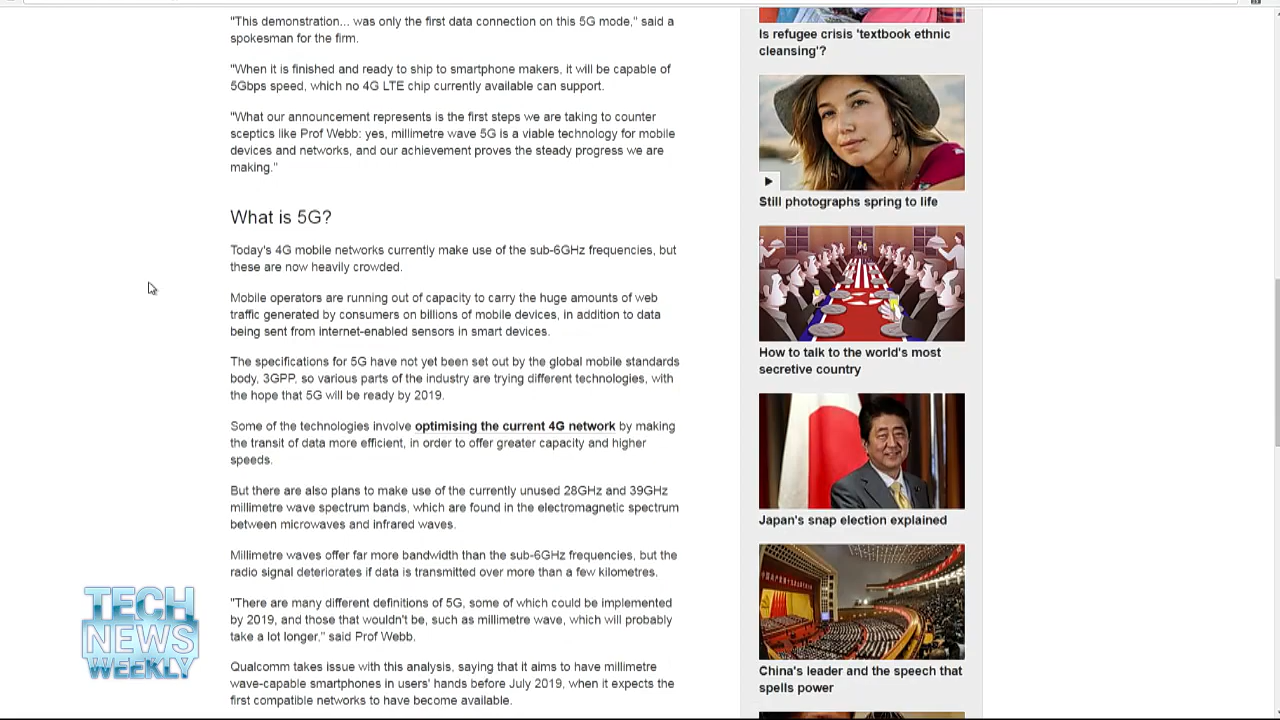 "This demonstration... was only the first data connection on this 5G mode," said a
spokesman for the firm.
"When it is finished and ready to ship to smartphone makers, it will be capable of
5Gbps speed, which no 4G LTE chip currently available can support.
"What our announcement represents is the first steps we are taking to counter
sceptics like Prof Webb: yes, millimetre wave 5G is a viable technology for mobile
devices and networks, and our achievement proves the steady progress we are
making."
What is 5G?
Today's 4G mobile networks currently make use of the sub-6GHz frequencies, but
these are now heavily crowded.
Mobile operators are running out of capacity to carry the huge amounts of web
traffic generated by consumers on billions of mobile devices, in addition to data
being sent from internet-enabled sensors in smart devices.
The specifications for 5G have not yet been set out by the global mobile standards
body, 3GPP, so various parts of the industry are trying different technologies, with
the hope that 5G will be ready by 2019.
Some of the technologies involve optimising the current 4G network by making
the transit of data more efficient, in order to offer greater capacity and higher
speeds.
But there are also plans to make use of the currently unused 28GHz and 39GHz
millimetre wave spectrum bands, which are found in the electromagnetic spectrum
between microwaves and infrared waves.
Millimetre waves offer far more bandwidth than the sub-6GHz frequencies, but the
radio signal deteriorates if data is transmitted over more than a few kilometres.
"There are many different definitions of 5G, some of which could be implemented
by 2019, and those that wouldn't be, such as millimetre wave, which will probably
take a lot longer," said Prof Webb.
Qualcomm takes issue with this analysis, saying that it aims to have millimetre
wave-capable smartphones in users' hands before July 2019, when it expects the
first compatible networks to have become available.
Is refugee crisis 'textbook ethnic
cleansing'?
Still photographs spring to life
How to talk to the world's most
secretive country
Japan's snap election explained
China's leader and the speech that
spells power
TECH
NEWS
WEEKLY